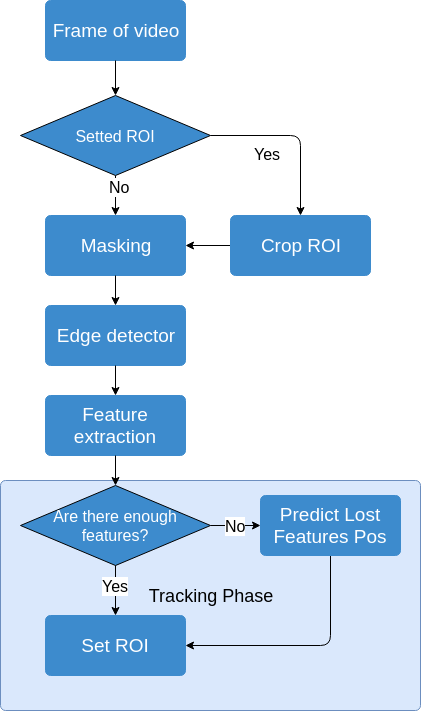 Frame of video
Setted ROI
Yes
No
Masking
Crop ROI
Edge detector
Feature
extraction
Are there enough
features?
No
Predict Lost
Features Pos
Yes
Tracking Phase
Set ROI